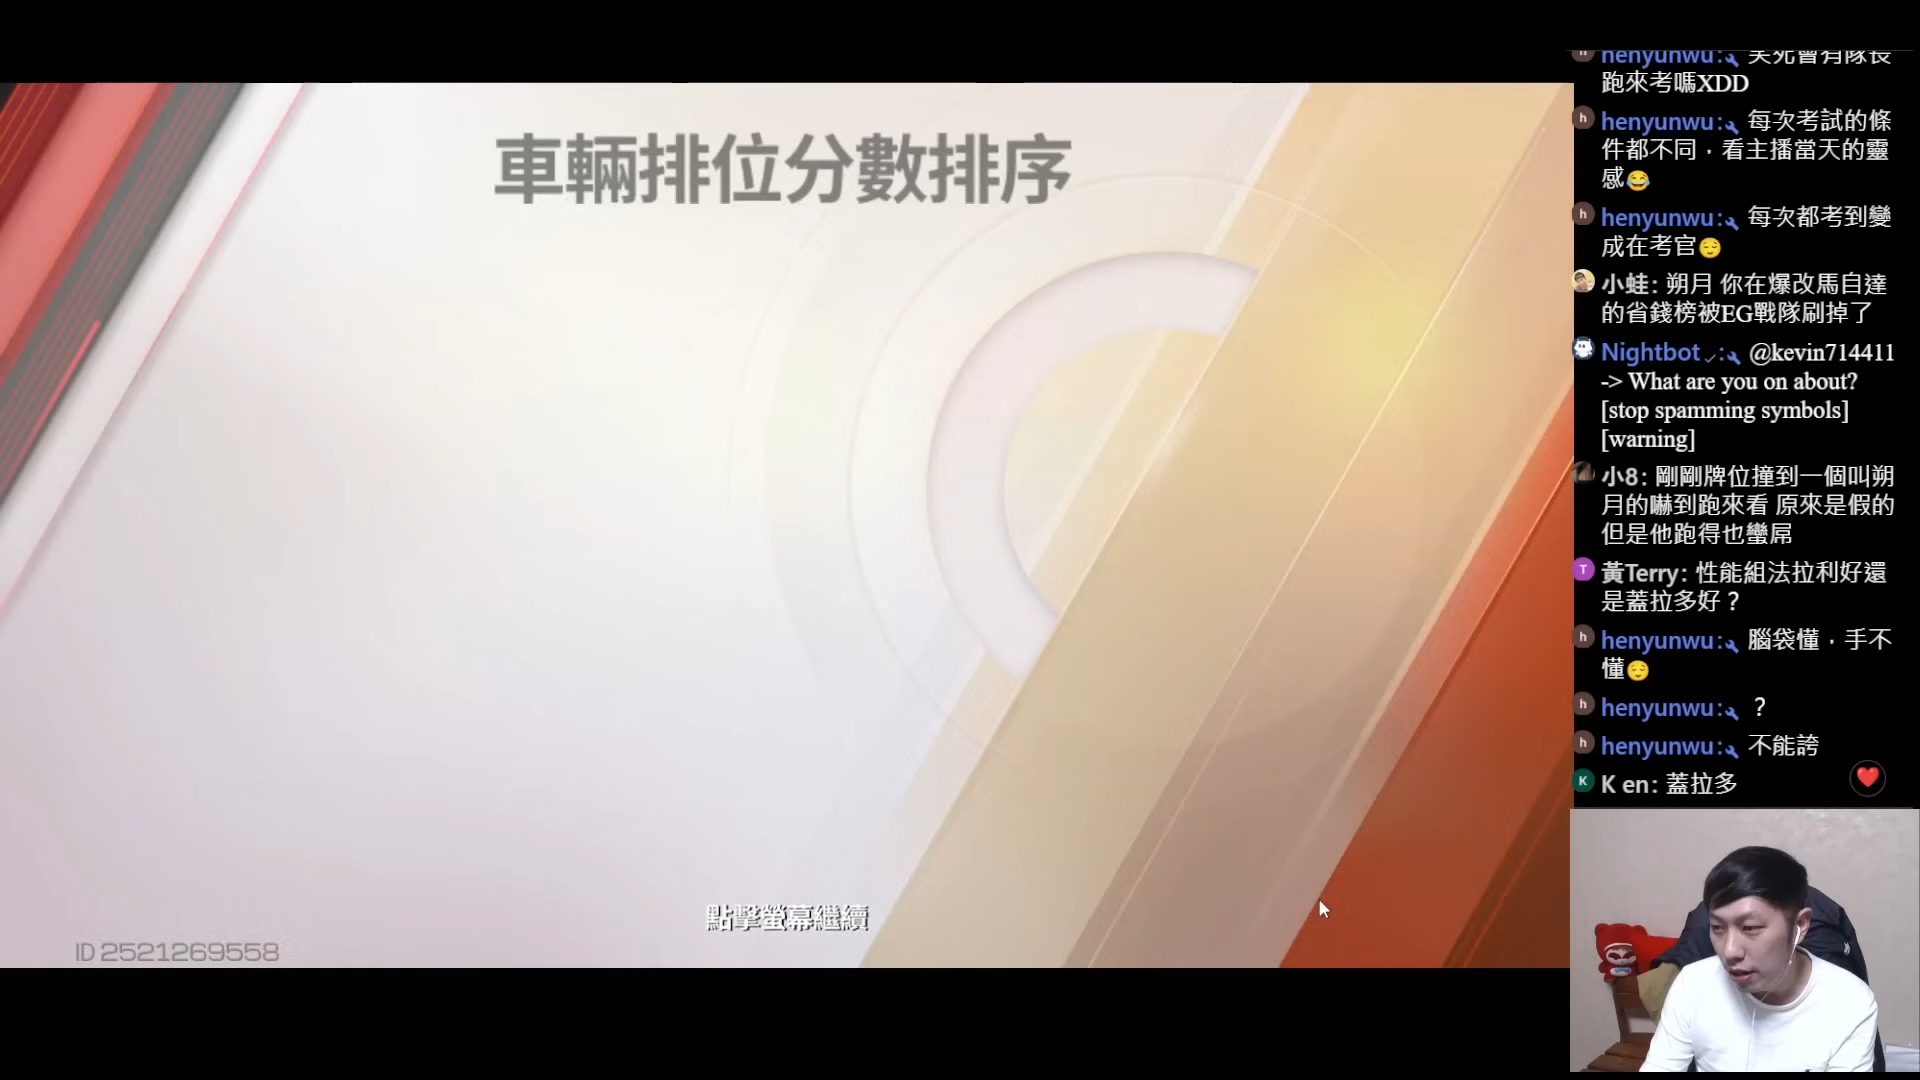 車輛排位分數排序
點擊螢幕繼續
ID 2521269558
henyunwu: 笑死會有隊長
跑來考嗎XDD
henyunwu: 每次考試的條
件都不同，看主播當天的靈
感😂
henyunwu: 每次都考到變
成在考官😌
小蛙: 朔月 你在爆改馬自達
的省錢榜被EG戰隊刷掉了
Nightbot ✓: @kevin714411
-> What are you on about?
[stop spamming symbols]
[warning]
小8: 剛剛牌位撞到一個叫朔
月的嚇到跑來看 原來是假的
但是他跑得也蠻屌
黃Terry: 性能組法拉利好還
是蓋拉多好？
henyunwu: 腦袋懂，手不
懂😌
henyunwu: ？
henyunwu: 不能誇
K en: 蓋拉多